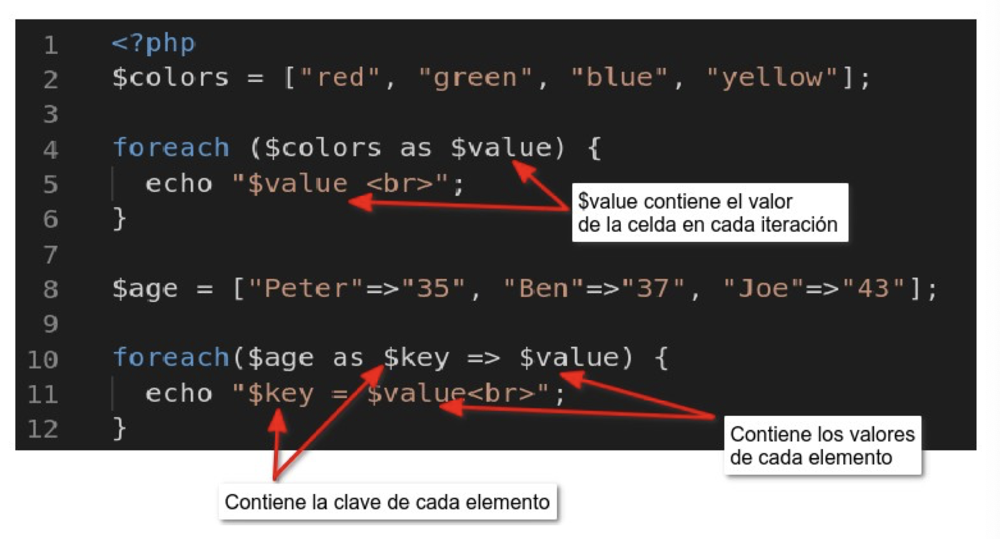 1 <?php
2 $colors = ["red", "green", "blue", "yellow"];
3
4 foreach ($colors as $value) {
5 echo "$value <br>";
$value contiene el valor
de la celda en cada iteración
6 }
7
8 $age = ["Peter"=>"35", "Ben"=>"37", "Joe"=>"43"];
9
10 foreach($age as $key => $value) {
11 echo "$key = $value<br>";
12 }
Contiene los valores
de cada elemento
Contiene la clave de cada elemento